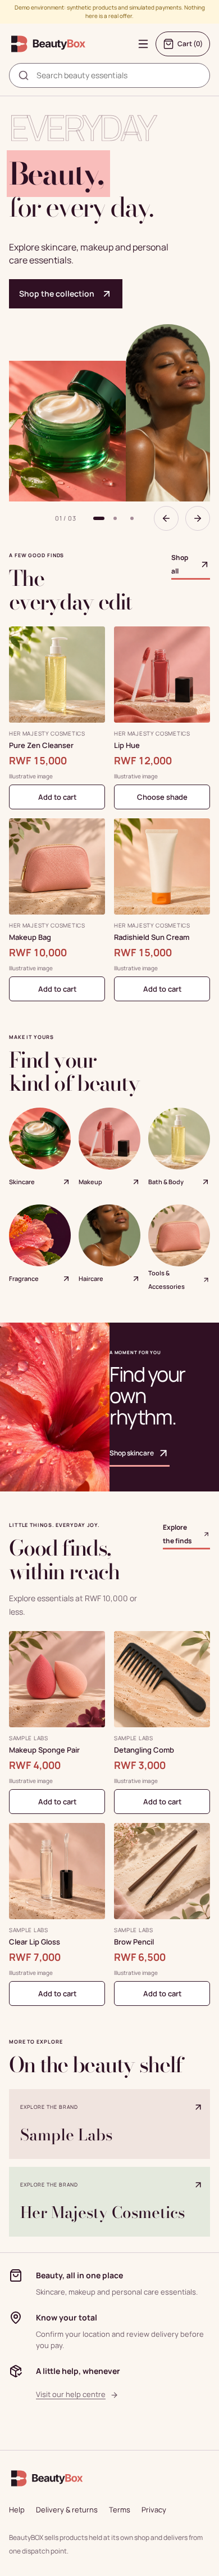 Demo environment: synthetic products and simulated payments. Nothing
here is a real offer.
BeautyBox
Cart (0)
Search beauty essentials
EVERYDAY
Beauty.
for every day.
Explore skincare, makeup and personal
care essentials.
Shop the collection
01 / 03
A FEW GOOD FINDS
The
everyday edit
Shop
all
HER MAJESTY COSMETICS
Pure Zen Cleanser
RWF 15,000
Illustrative image
Add to cart
HER MAJESTY COSMETICS
Lip Hue
RWF 12,000
Illustrative image
Choose shade
HER MAJESTY COSMETICS
Makeup Bag
RWF 10,000
Illustrative image
Add to cart
HER MAJESTY COSMETICS
Radishield Sun Cream
RWF 15,000
Illustrative image
Add to cart
MAKE IT YOURS
Find your
kind of beauty
Skincare
Makeup
Bath & Body
Fragrance
Haircare
Tools &
Accessories
A MOMENT FOR YOU
Find your
own
rhythm.
Shop skincare
LITTLE THINGS. EVERYDAY JOY.
Good finds,
within reach
Explore
the finds
Explore essentials at RWF 10,000 or
less.
SAMPLE LABS
Makeup Sponge Pair
RWF 4,000
Illustrative image
Add to cart
SAMPLE LABS
Detangling Comb
RWF 3,000
Illustrative image
Add to cart
SAMPLE LABS
Clear Lip Gloss
RWF 7,000
Illustrative image
Add to cart
SAMPLE LABS
Brow Pencil
RWF 6,500
Illustrative image
Add to cart
MORE TO EXPLORE
On the beauty shelf
EXPLORE THE BRAND
Sample Labs
EXPLORE THE BRAND
Her Majesty Cosmetics
Beauty, all in one place
Skincare, makeup and personal care essentials.
Know your total
Confirm your location and review delivery before
you pay.
A little help, whenever
Visit our help centre
BeautyBox
Help
Delivery & returns
Terms
Privacy
BeautyBOX sells products held at its own shop and delivers from
one dispatch point.